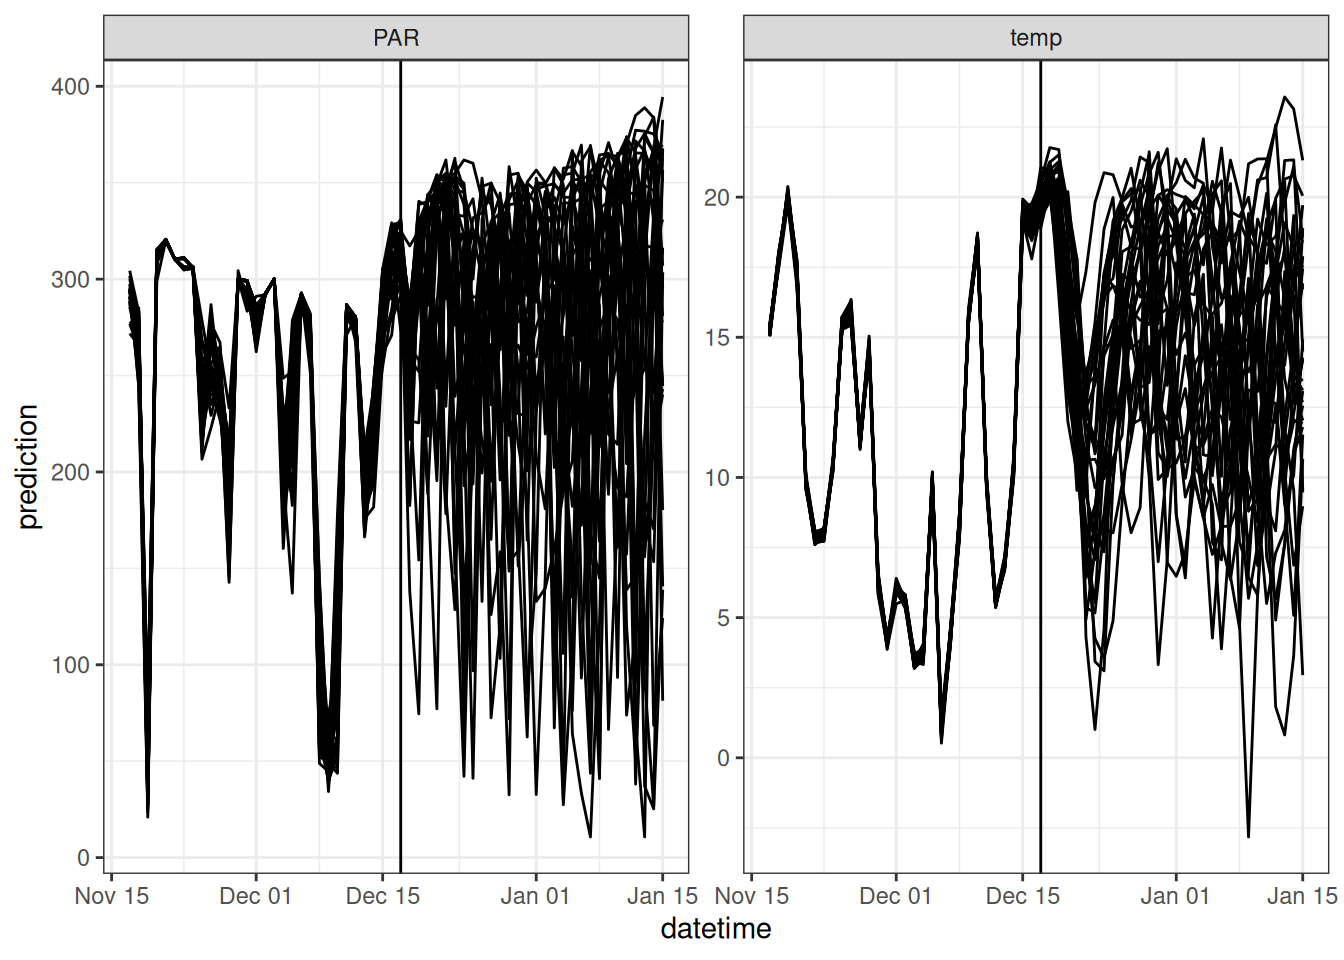 PAR
temp
400
300
200
100
0
20
15
10
5
0
prediction
Nov 15
Dec 01
Dec 15
Jan 01
Jan 15
Nov 15
Dec 01
Dec 15
Jan 01
Jan 15
datetime